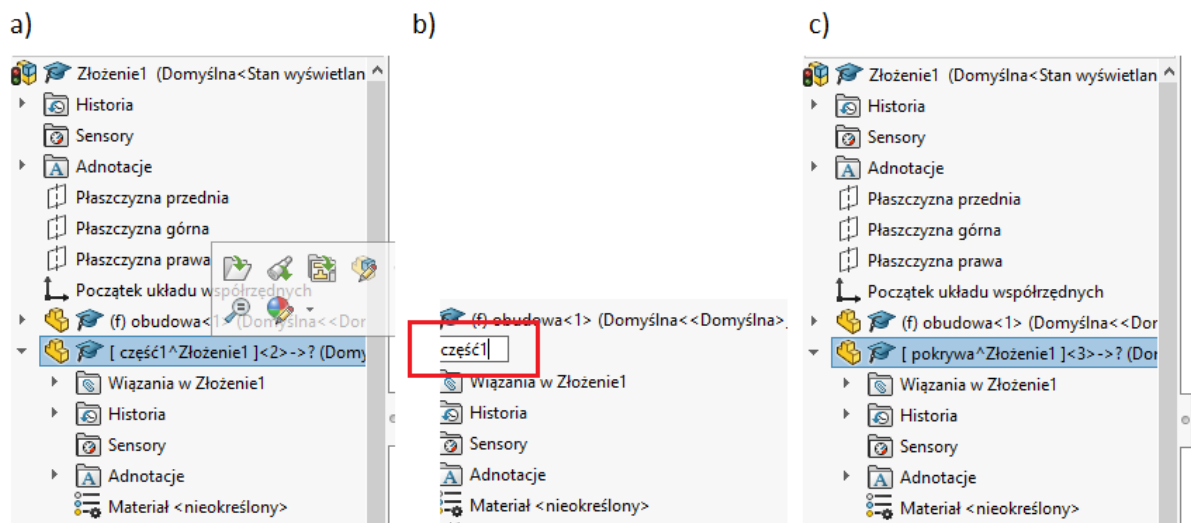 a)
Złożenie1 (Domyślna<Stan wyświetlan
Historia
Sensory
Adnotacje
Płaszczyzna przednia
Płaszczyzna górna
Płaszczyzna prawa
Początek układu współrzędnych
(f) obudowa<1> (Domyślna<<Dor
[ część1^Złożenie1 ]<2>->? (Domy
Wiązania w Złożenie1
Historia
Sensory
Adnotacje
Materiał <nieokreślony>
b)
(f) obudowa<1> (Domyślna<<Domyślna>_
część1
Wiązania w Złożenie1
Historia
Sensory
Adnotacje
Materiał <nieokreślony>
c)
Złożenie1 (Domyślna<Stan wyświetlan
Historia
Sensory
Adnotacje
Płaszczyzna przednia
Płaszczyzna górna
Płaszczyzna prawa
Początek układu współrzędnych
(f) obudowa<1> (Domyślna<<Dor
[ pokrywa^Złożenie1 ]<3>->? (Dor
Wiązania w Złożenie1
Historia
Sensory
Adnotacje
Materiał <nieokreślony>